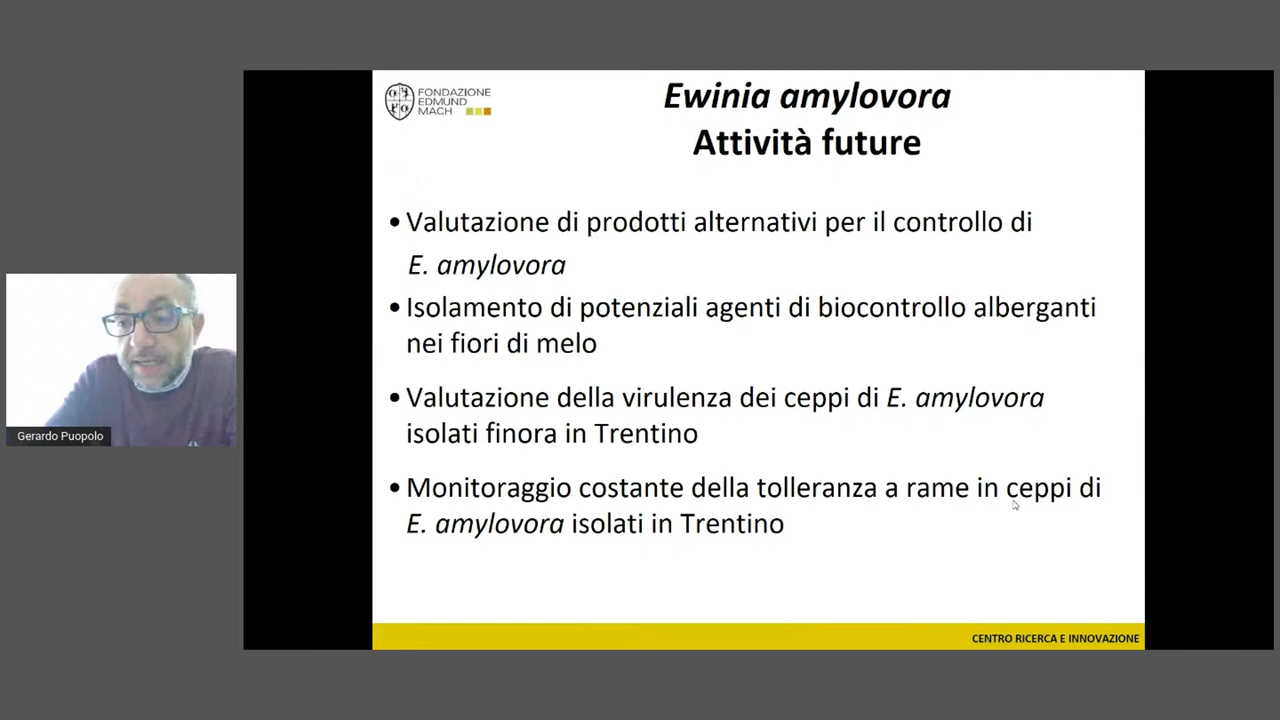 FONDAZIONE
EDMUND
MACH
Ewinia amylovora
Attività future
• Valutazione di prodotti alternativi per il controllo di
E. amylovora
• Isolamento di potenziali agenti di biocontrollo alberganti
nei fiori di melo
• Valutazione della virulenza dei ceppi di E. amylovora
isolati finora in Trentino
• Monitoraggio costante della tolleranza a rame in ceppi di
E. amylovora isolati in Trentino
CENTRO RICERCA E INNOVAZIONE
Gerardo Puopolo